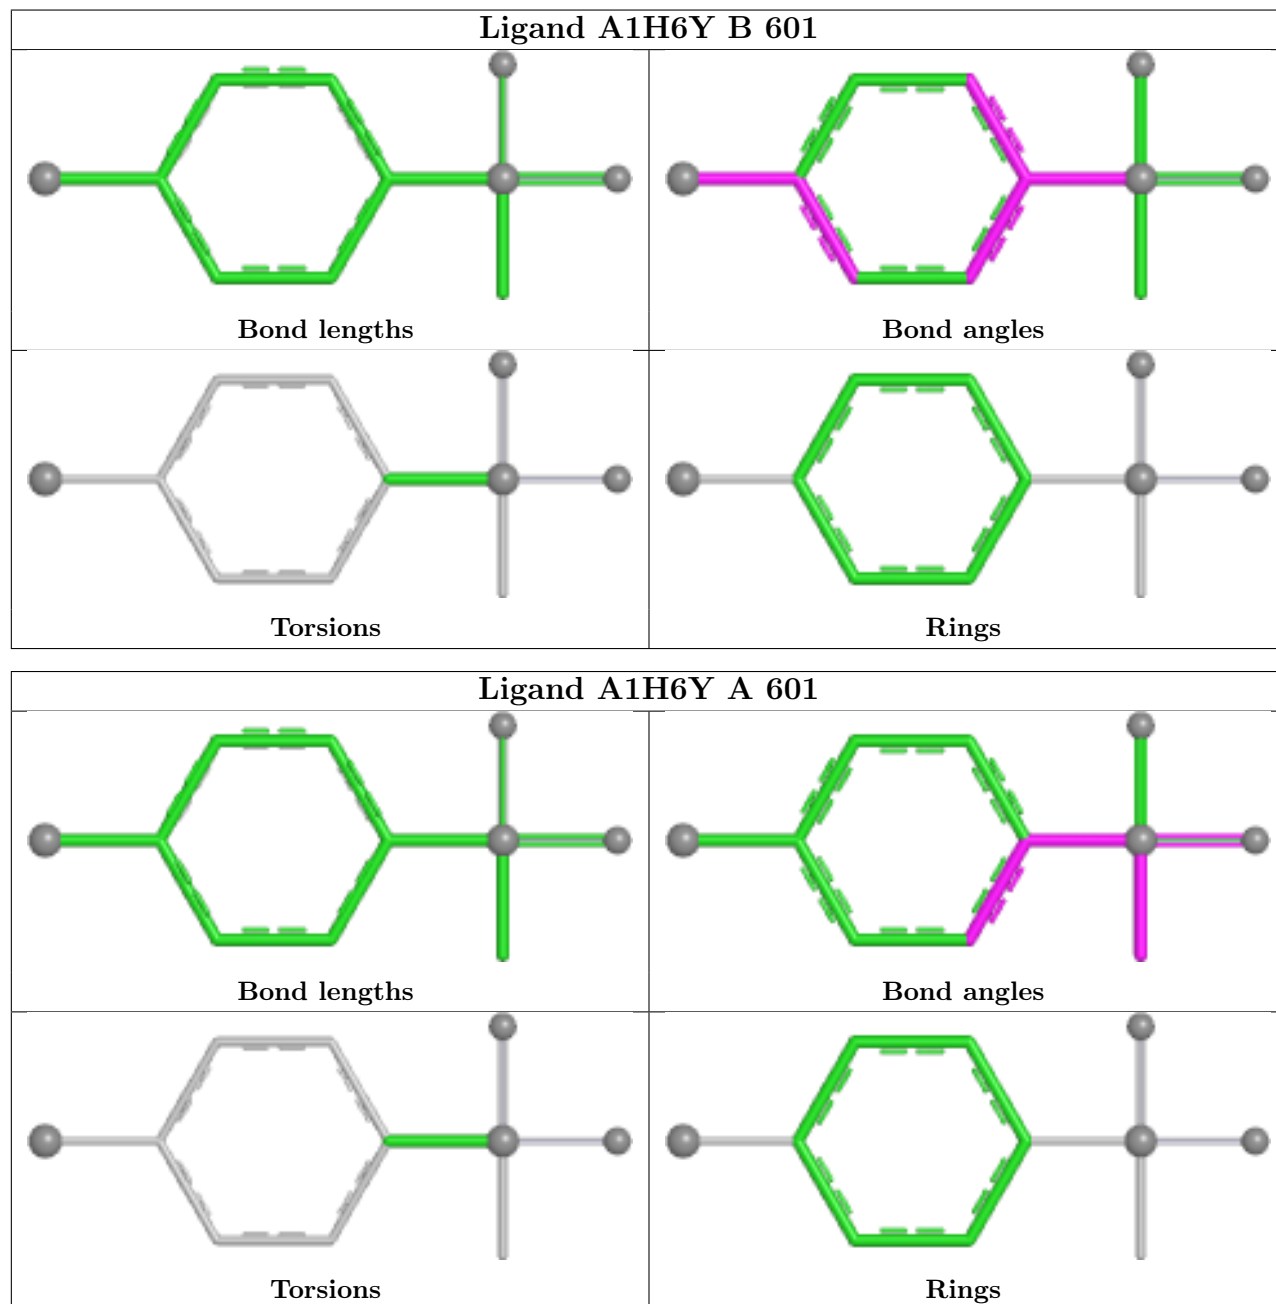 Ligand A1H6Y B 601
Bond lengths
Bond angles
Torsions
Rings
Ligand A1H6Y A 601
Bond lengths
Bond angles
Torsions
Rings